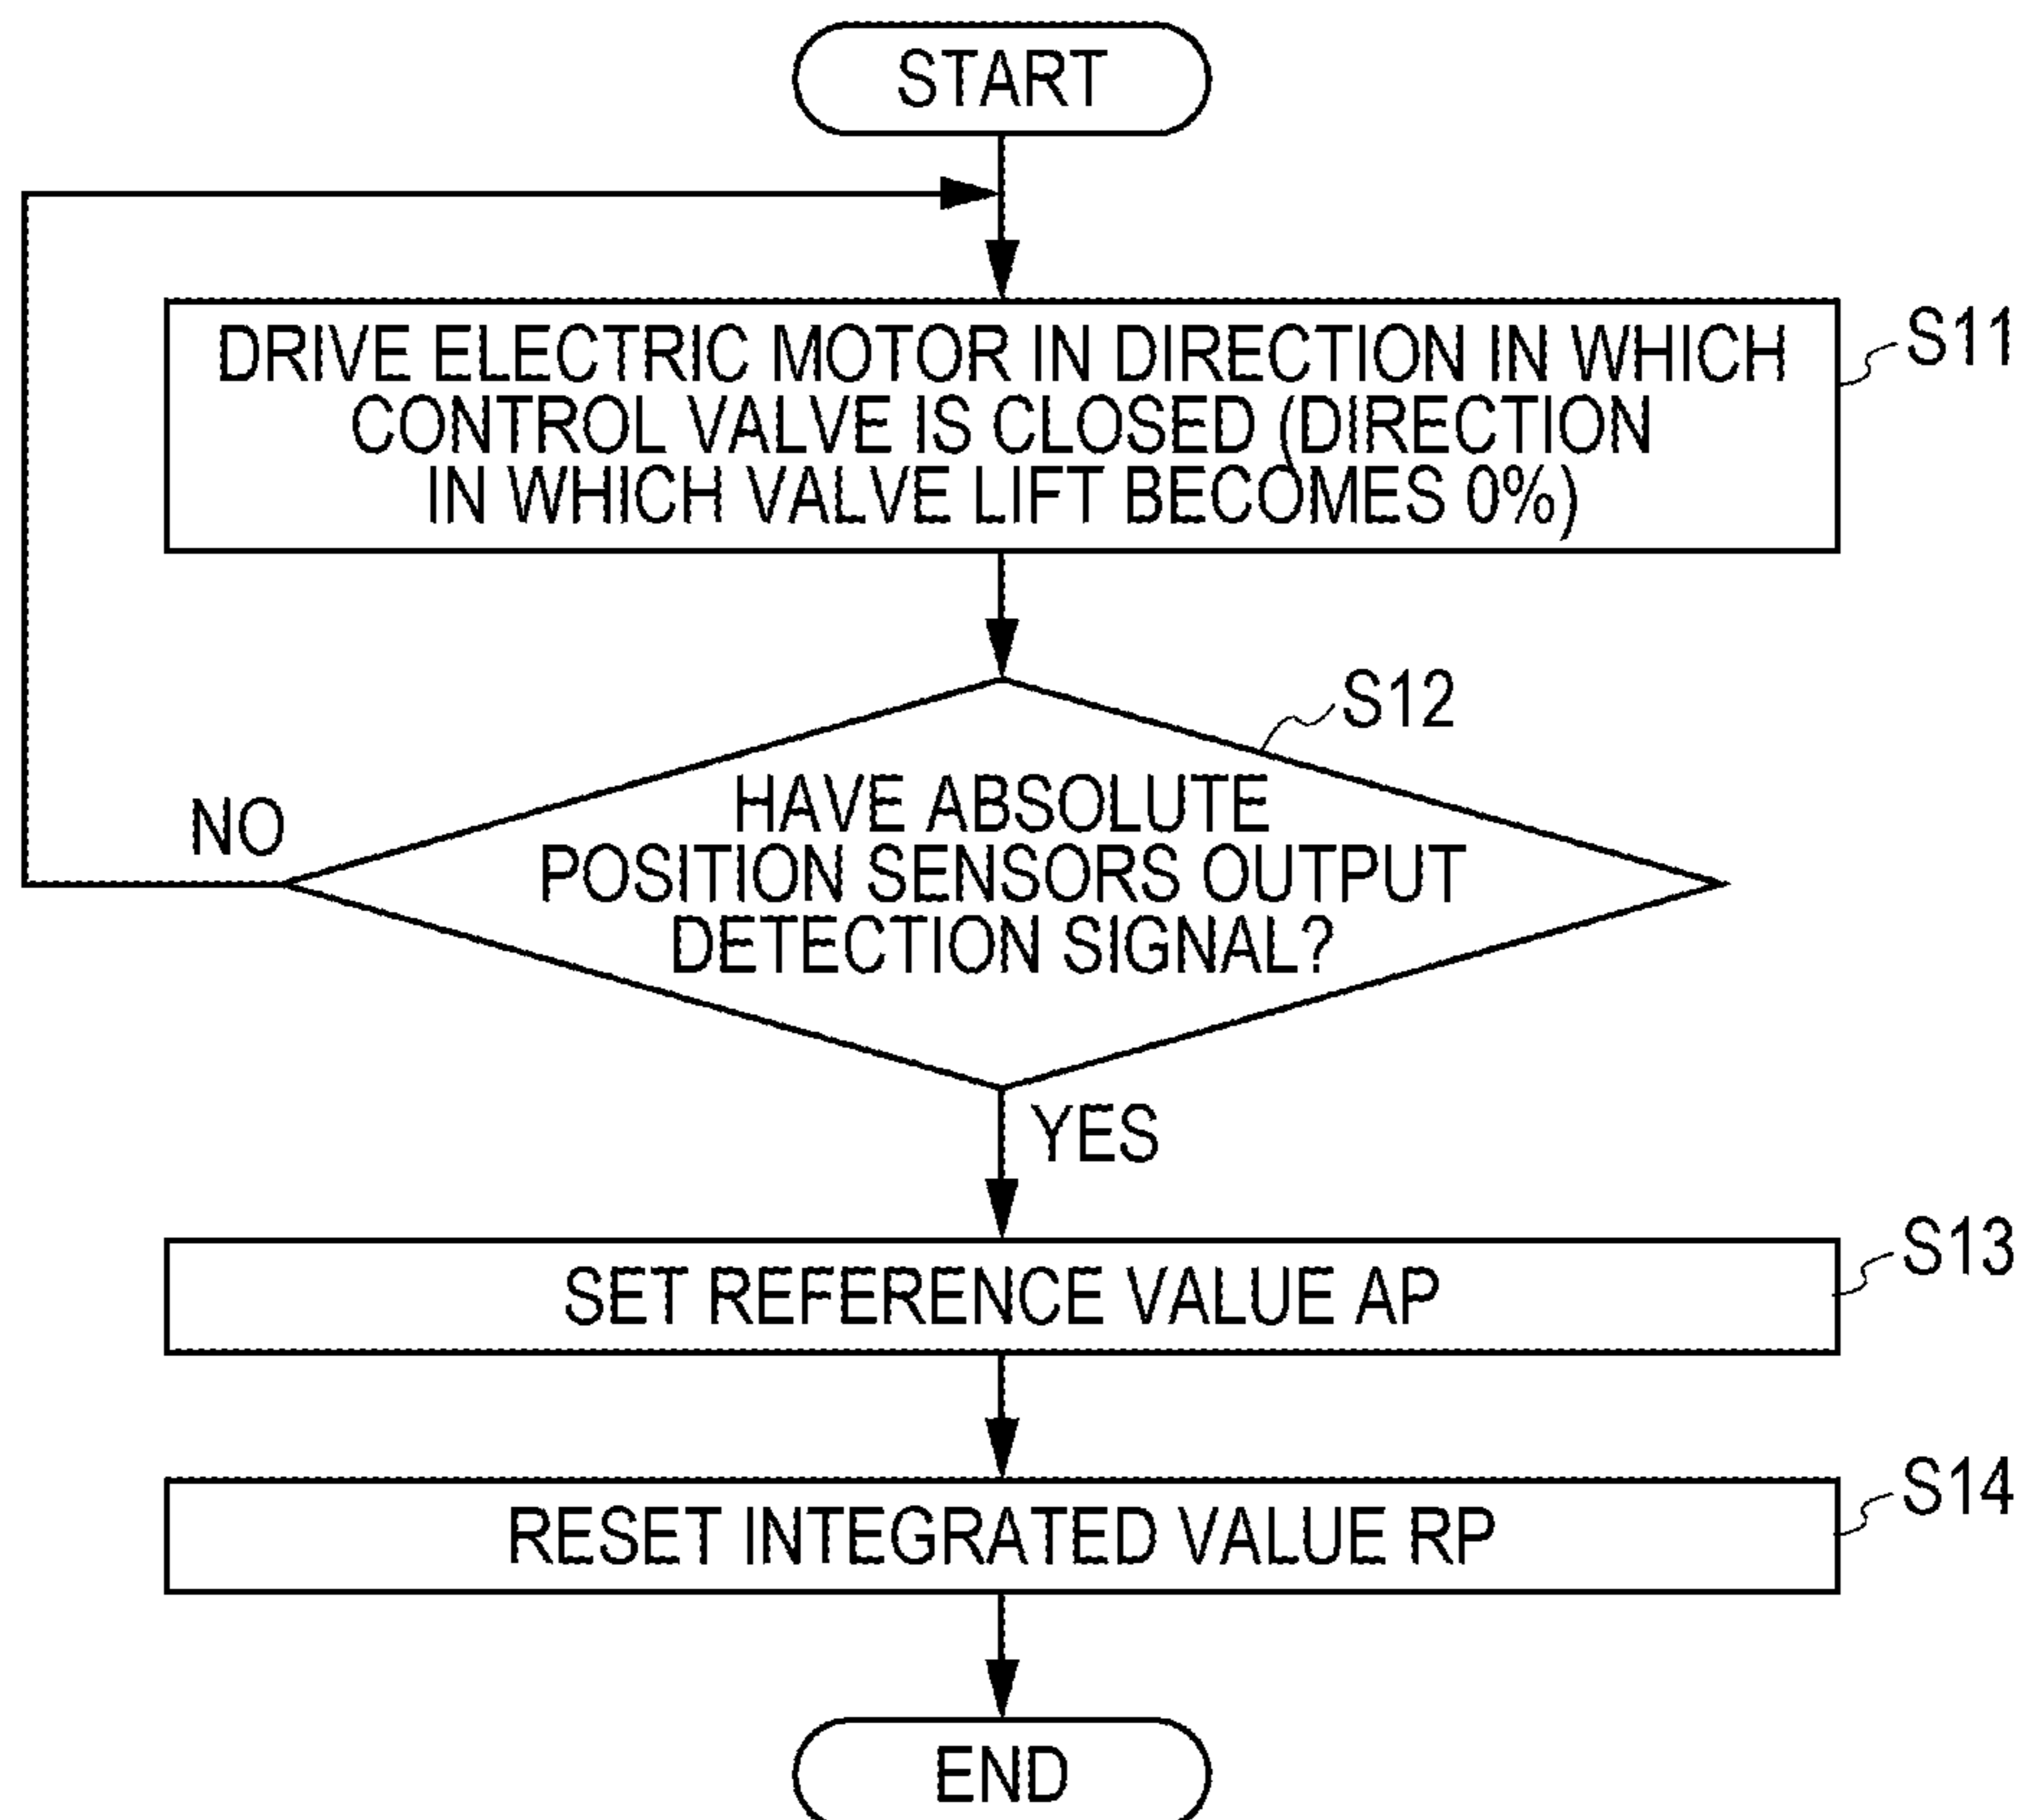 START
DRIVE ELECTRIC MOTOR IN DIRECTION IN WHICH
CONTROL VALVE IS CLOSED (DIRECTION
IN WHICH VALVE LIFT BECOMES 0%)
S11
S12
HAVE ABSOLUTE
POSITION SENSORS OUTPUT
DETECTION SIGNAL?
NO
YES
SET REFERENCE VALUE AP
S13
RESET INTEGRATED VALUE RP
S14
END